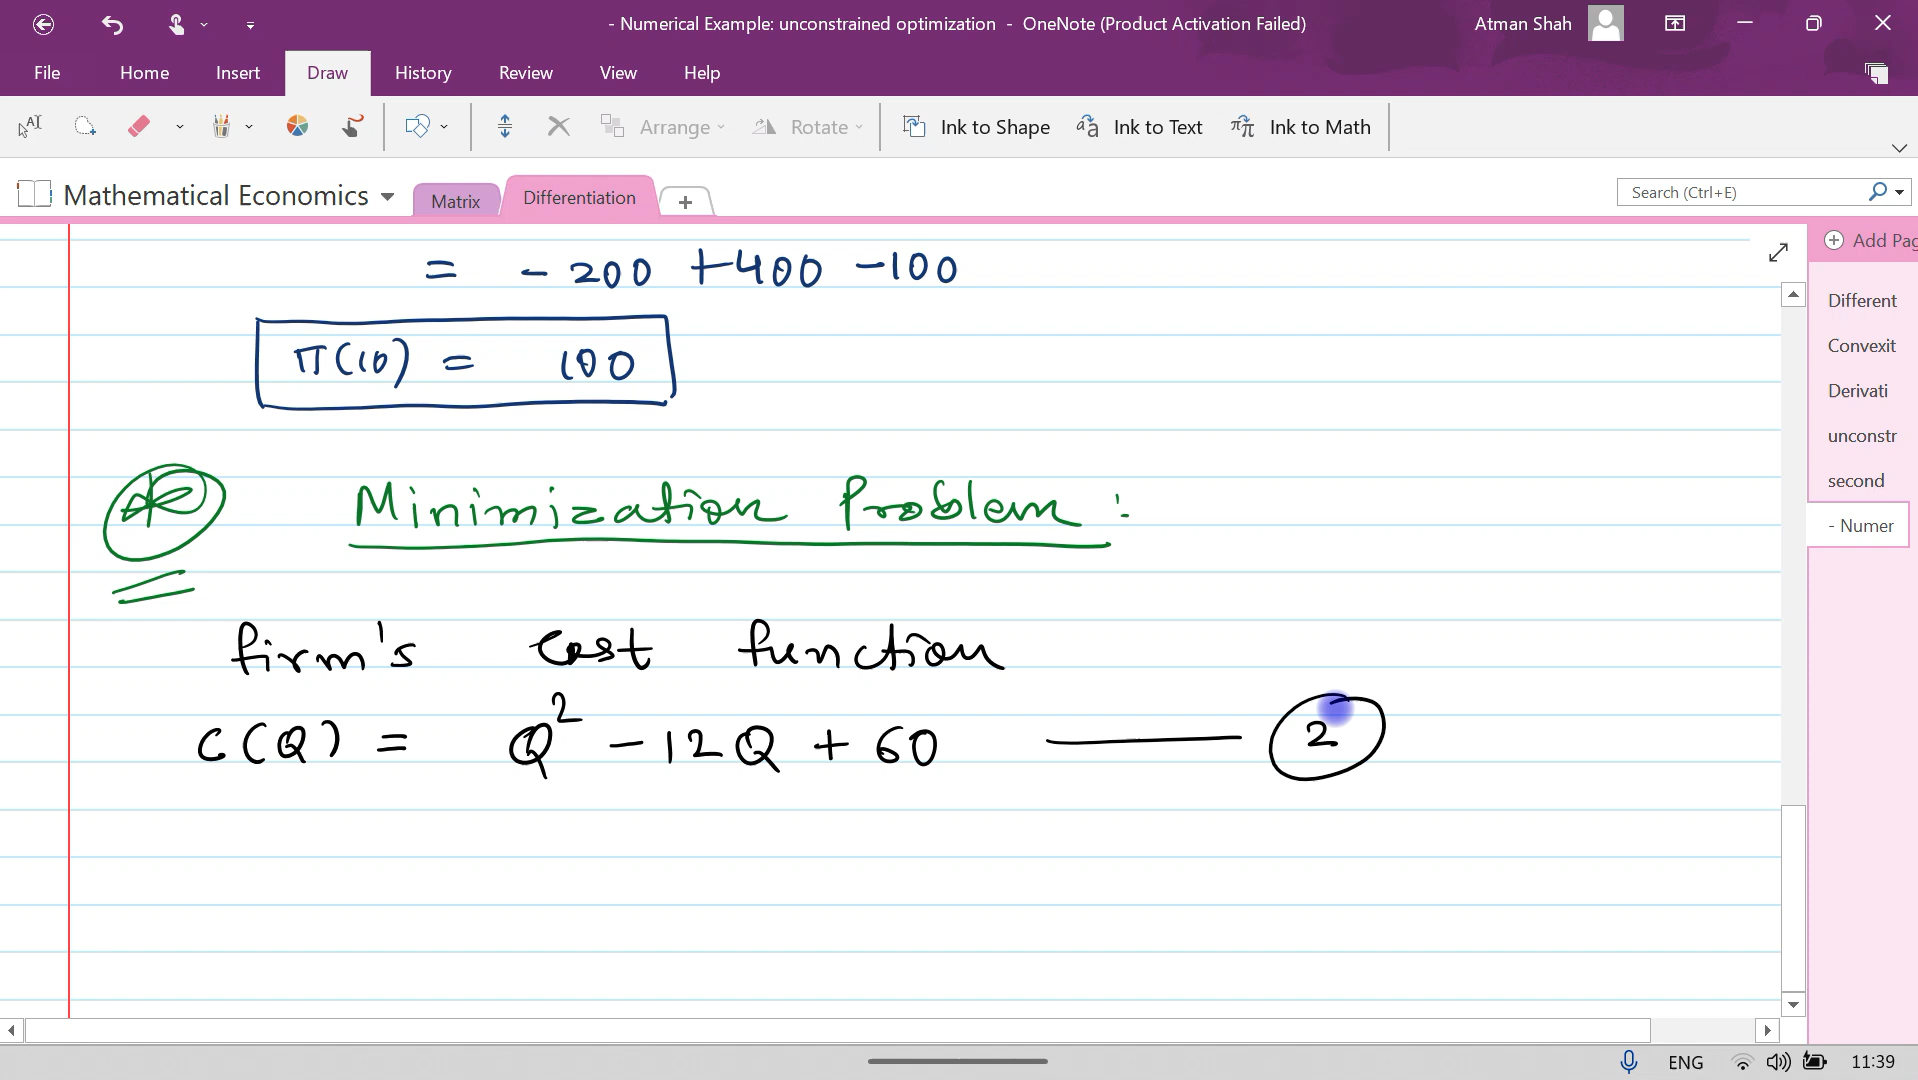 - Numerical Example: unconstrained optimization - OneNote (Product Activation Failed)
Atman Shah
File Home Insert Draw History Review View Help
Arrange Rotate Ink to Shape Ink to Text Ink to Math
Mathematical Economics Matrix Differentiation + Search (Ctrl+E)
Add Pag
Different
Convexit
Derivati
unconstr
second
- Numer
= - 200 + 400 - 100
π(10) = 100
Minimization Problem :
firm's cost function
C(Q) = Q² - 12Q + 60 —— 2
ENG 11:39